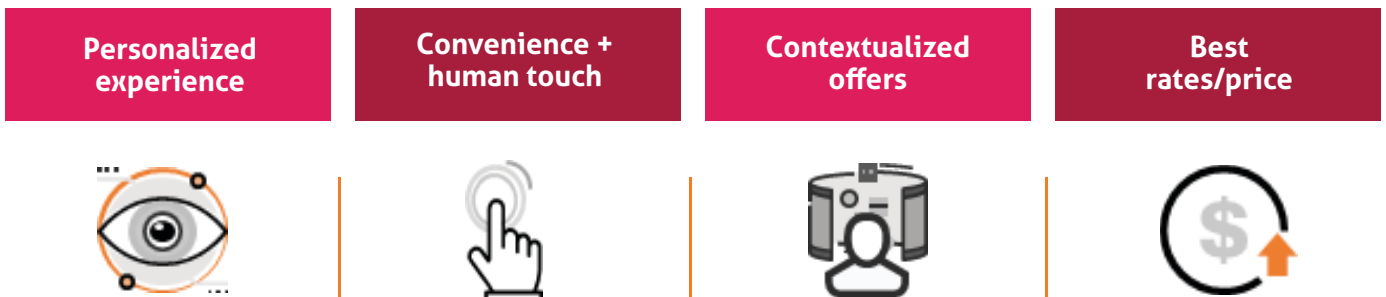 Personalized
experience
Convenience +
human touch
Contextualized
offers
Best
rates/price
$